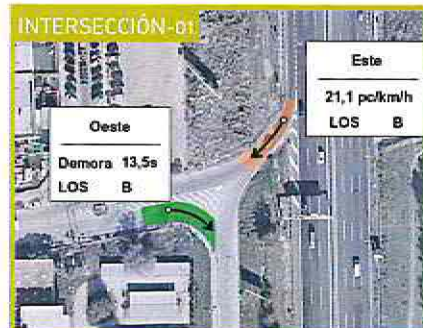 INTERSECCIÓN-01
Este
21,1 pc/km/h
LOS B
Oeste
Demora 13,5s
LOS B